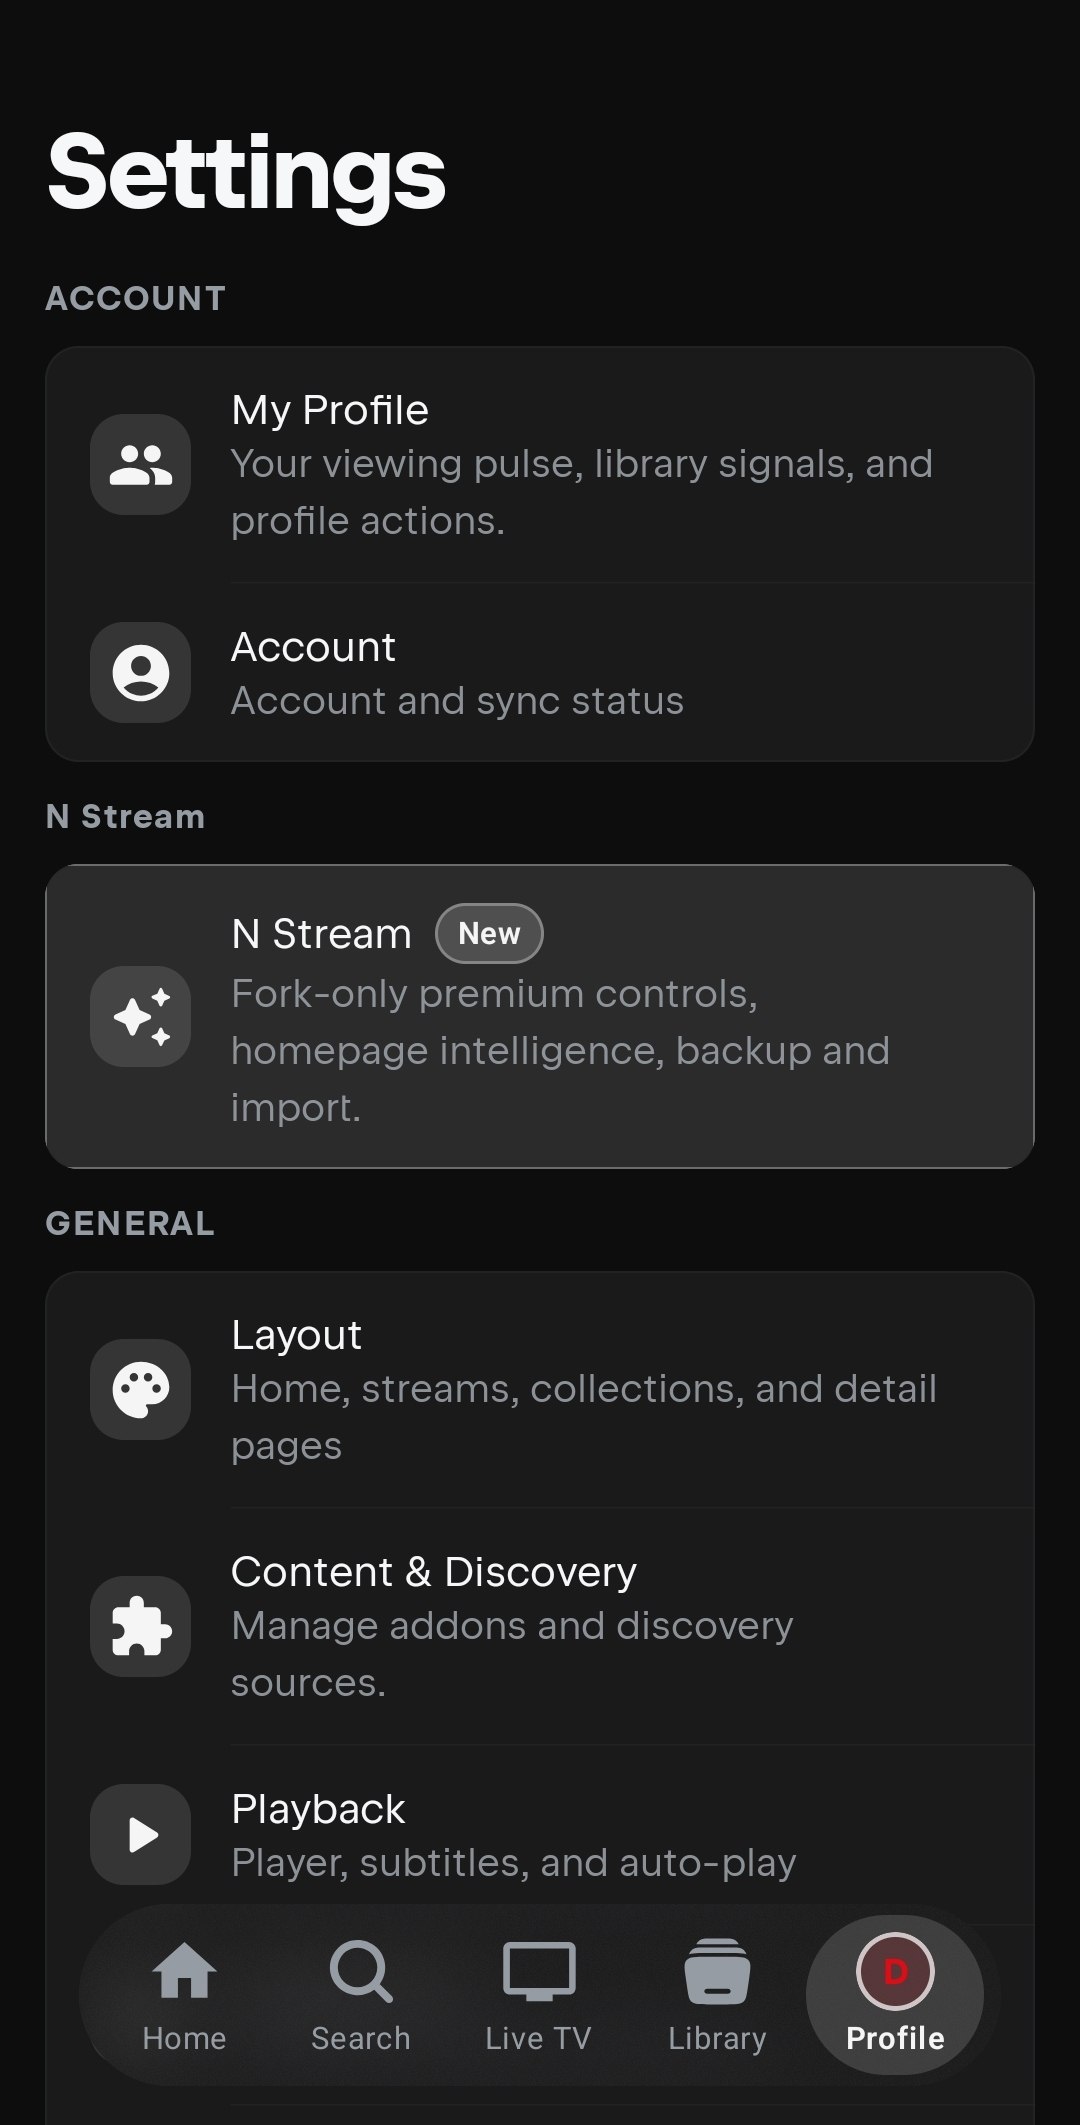 Settings
ACCOUNT
My Profile
Your viewing pulse, library signals, and
profile actions.
Account
Account and sync status
N Stream
N Stream New
Fork-only premium controls,
homepage intelligence, backup and
import.
GENERAL
Layout
Home, streams, collections, and detail
pages
Content & Discovery
Manage addons and discovery
sources.
Playback
Player, subtitles, and auto-play
D
Home Search Live TV Library Profile